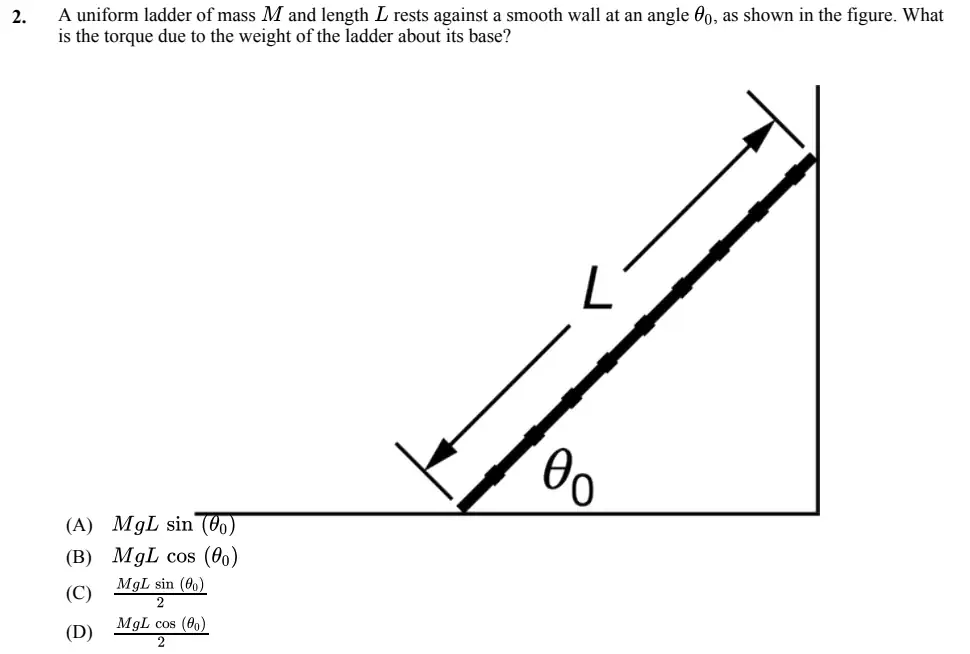 2. A uniform ladder of mass M and length L rests against a smooth wall at an angle θ₀, as shown in the figure. What
is the torque due to the weight of the ladder about its base?
L
θ₀
(A) MgL sin (θ₀)
(B) MgL cos (θ₀)
(C) MgL sin (θ₀) / 2
(D) MgL cos (θ₀) / 2